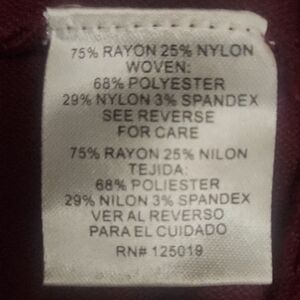 75% RAYON 25% NYLON
WOVEN:
68% POLYESTER
29% NYLON 3% SPANDEX
SEE REVERSE
FOR CARE
75% RAYON 25% NILON
TEJIDA:
68% POLIESTER
29% NILON 3% SPANDEX
VER AL REVERSO
PARA EL CUIDADO
RN# 125019